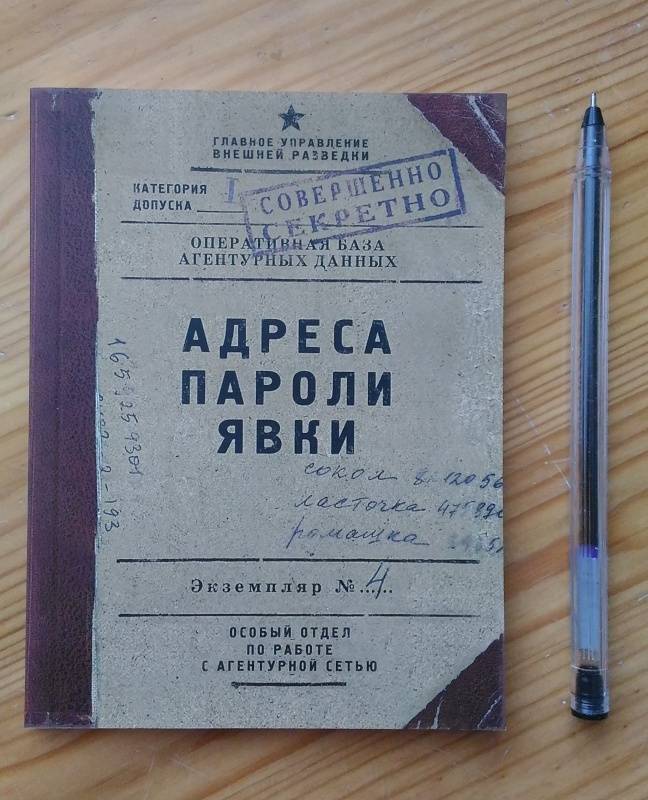 ГЛАВНОЕ УПРАВЛЕНИЕ
ВНЕШНЕЙ РАЗВЕДКИ
КАТЕГОРИЯ
ДОПУСКА I
СОВЕРШЕННО
СЕКРЕТНО
ОПЕРАТИВНАЯ БАЗА
АГЕНТУРНЫХ ДАННЫХ
АДРЕСА
ПАРОЛИ
ЯВКИ
сокол
ласточка
ромашка
Экземпляр № 4
ОСОБЫЙ ОТДЕЛ
ПО РАБОТЕ
С АГЕНТУРНОЙ СЕТЬЮ